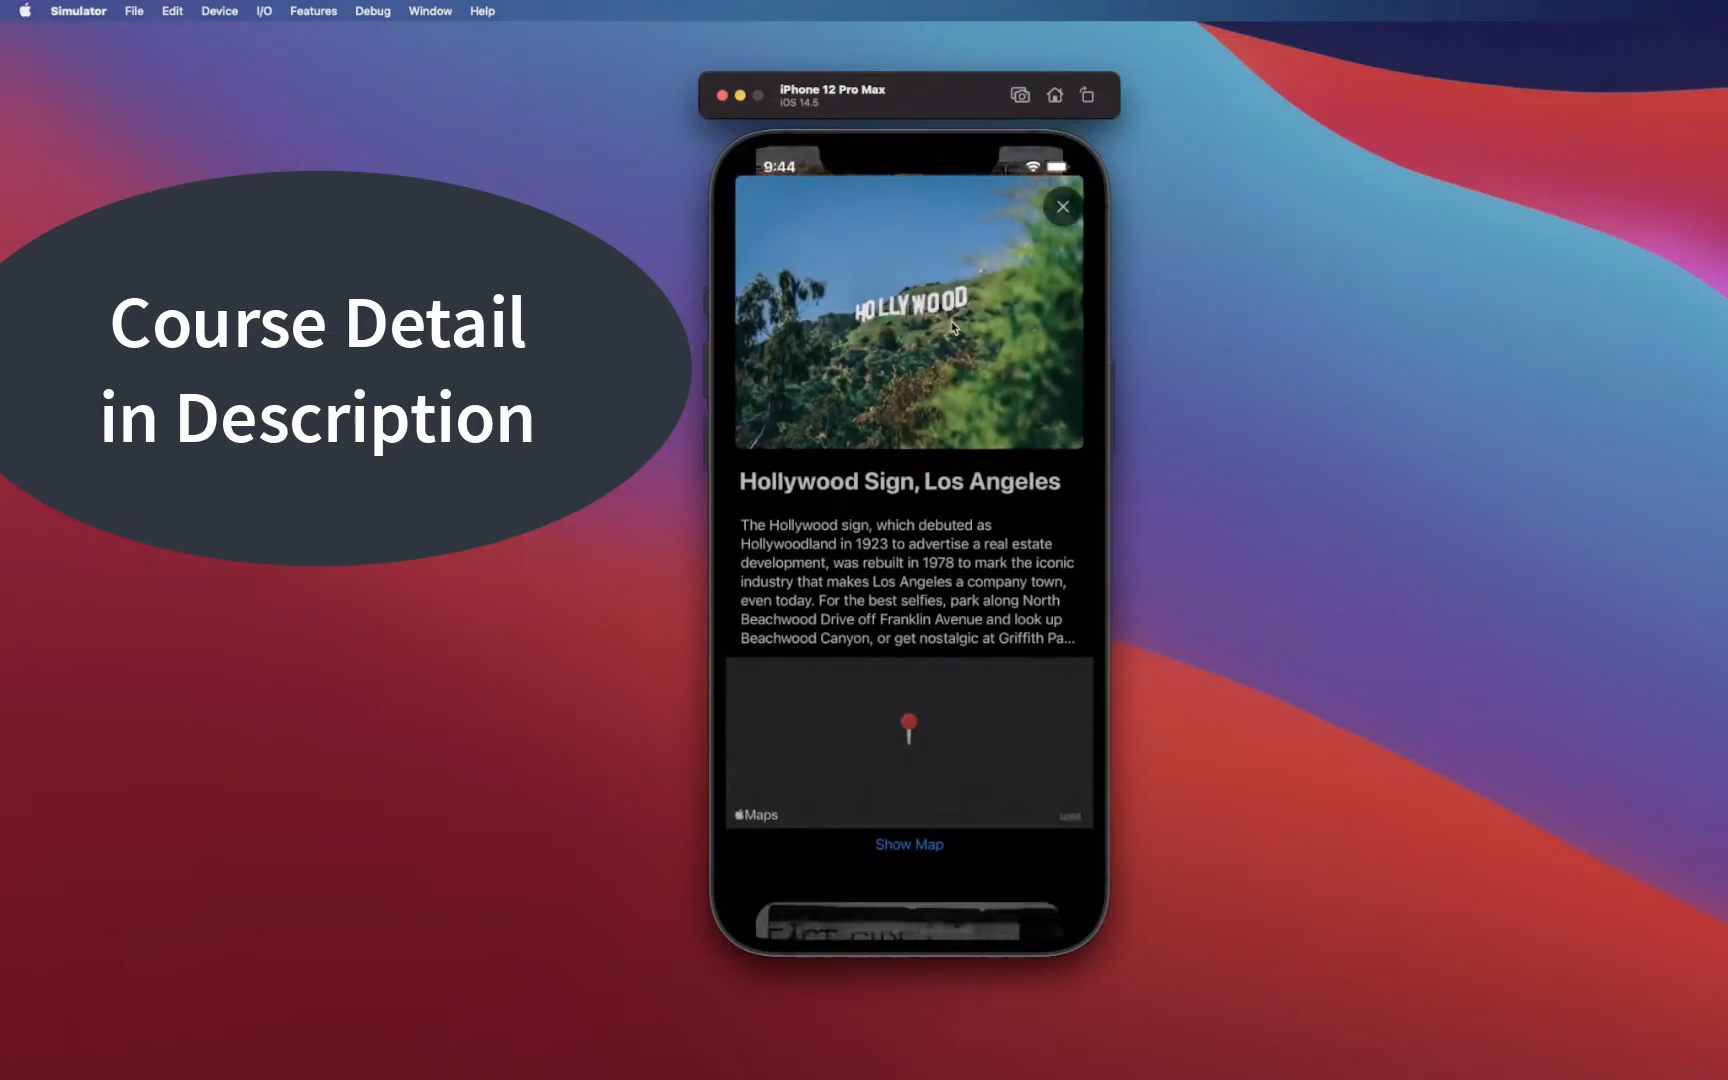 Simulator File Edit Device I/O Features Debug Window Help
iPhone 12 Pro Max
iOS 14.5
9:44
HOLLYWOOD
Course Detail
in Description
Hollywood Sign, Los Angeles
The Hollywood sign, which debuted as
Hollywoodland in 1923 to advertise a real estate
development, was rebuilt in 1978 to mark the iconic
industry that makes Los Angeles a company town,
even today. For the best selfies, park along North
Beachwood Drive off Franklin Avenue and look up
Beachwood Canyon, or get nostalgic at Griffith Pa...
Maps
Show Map